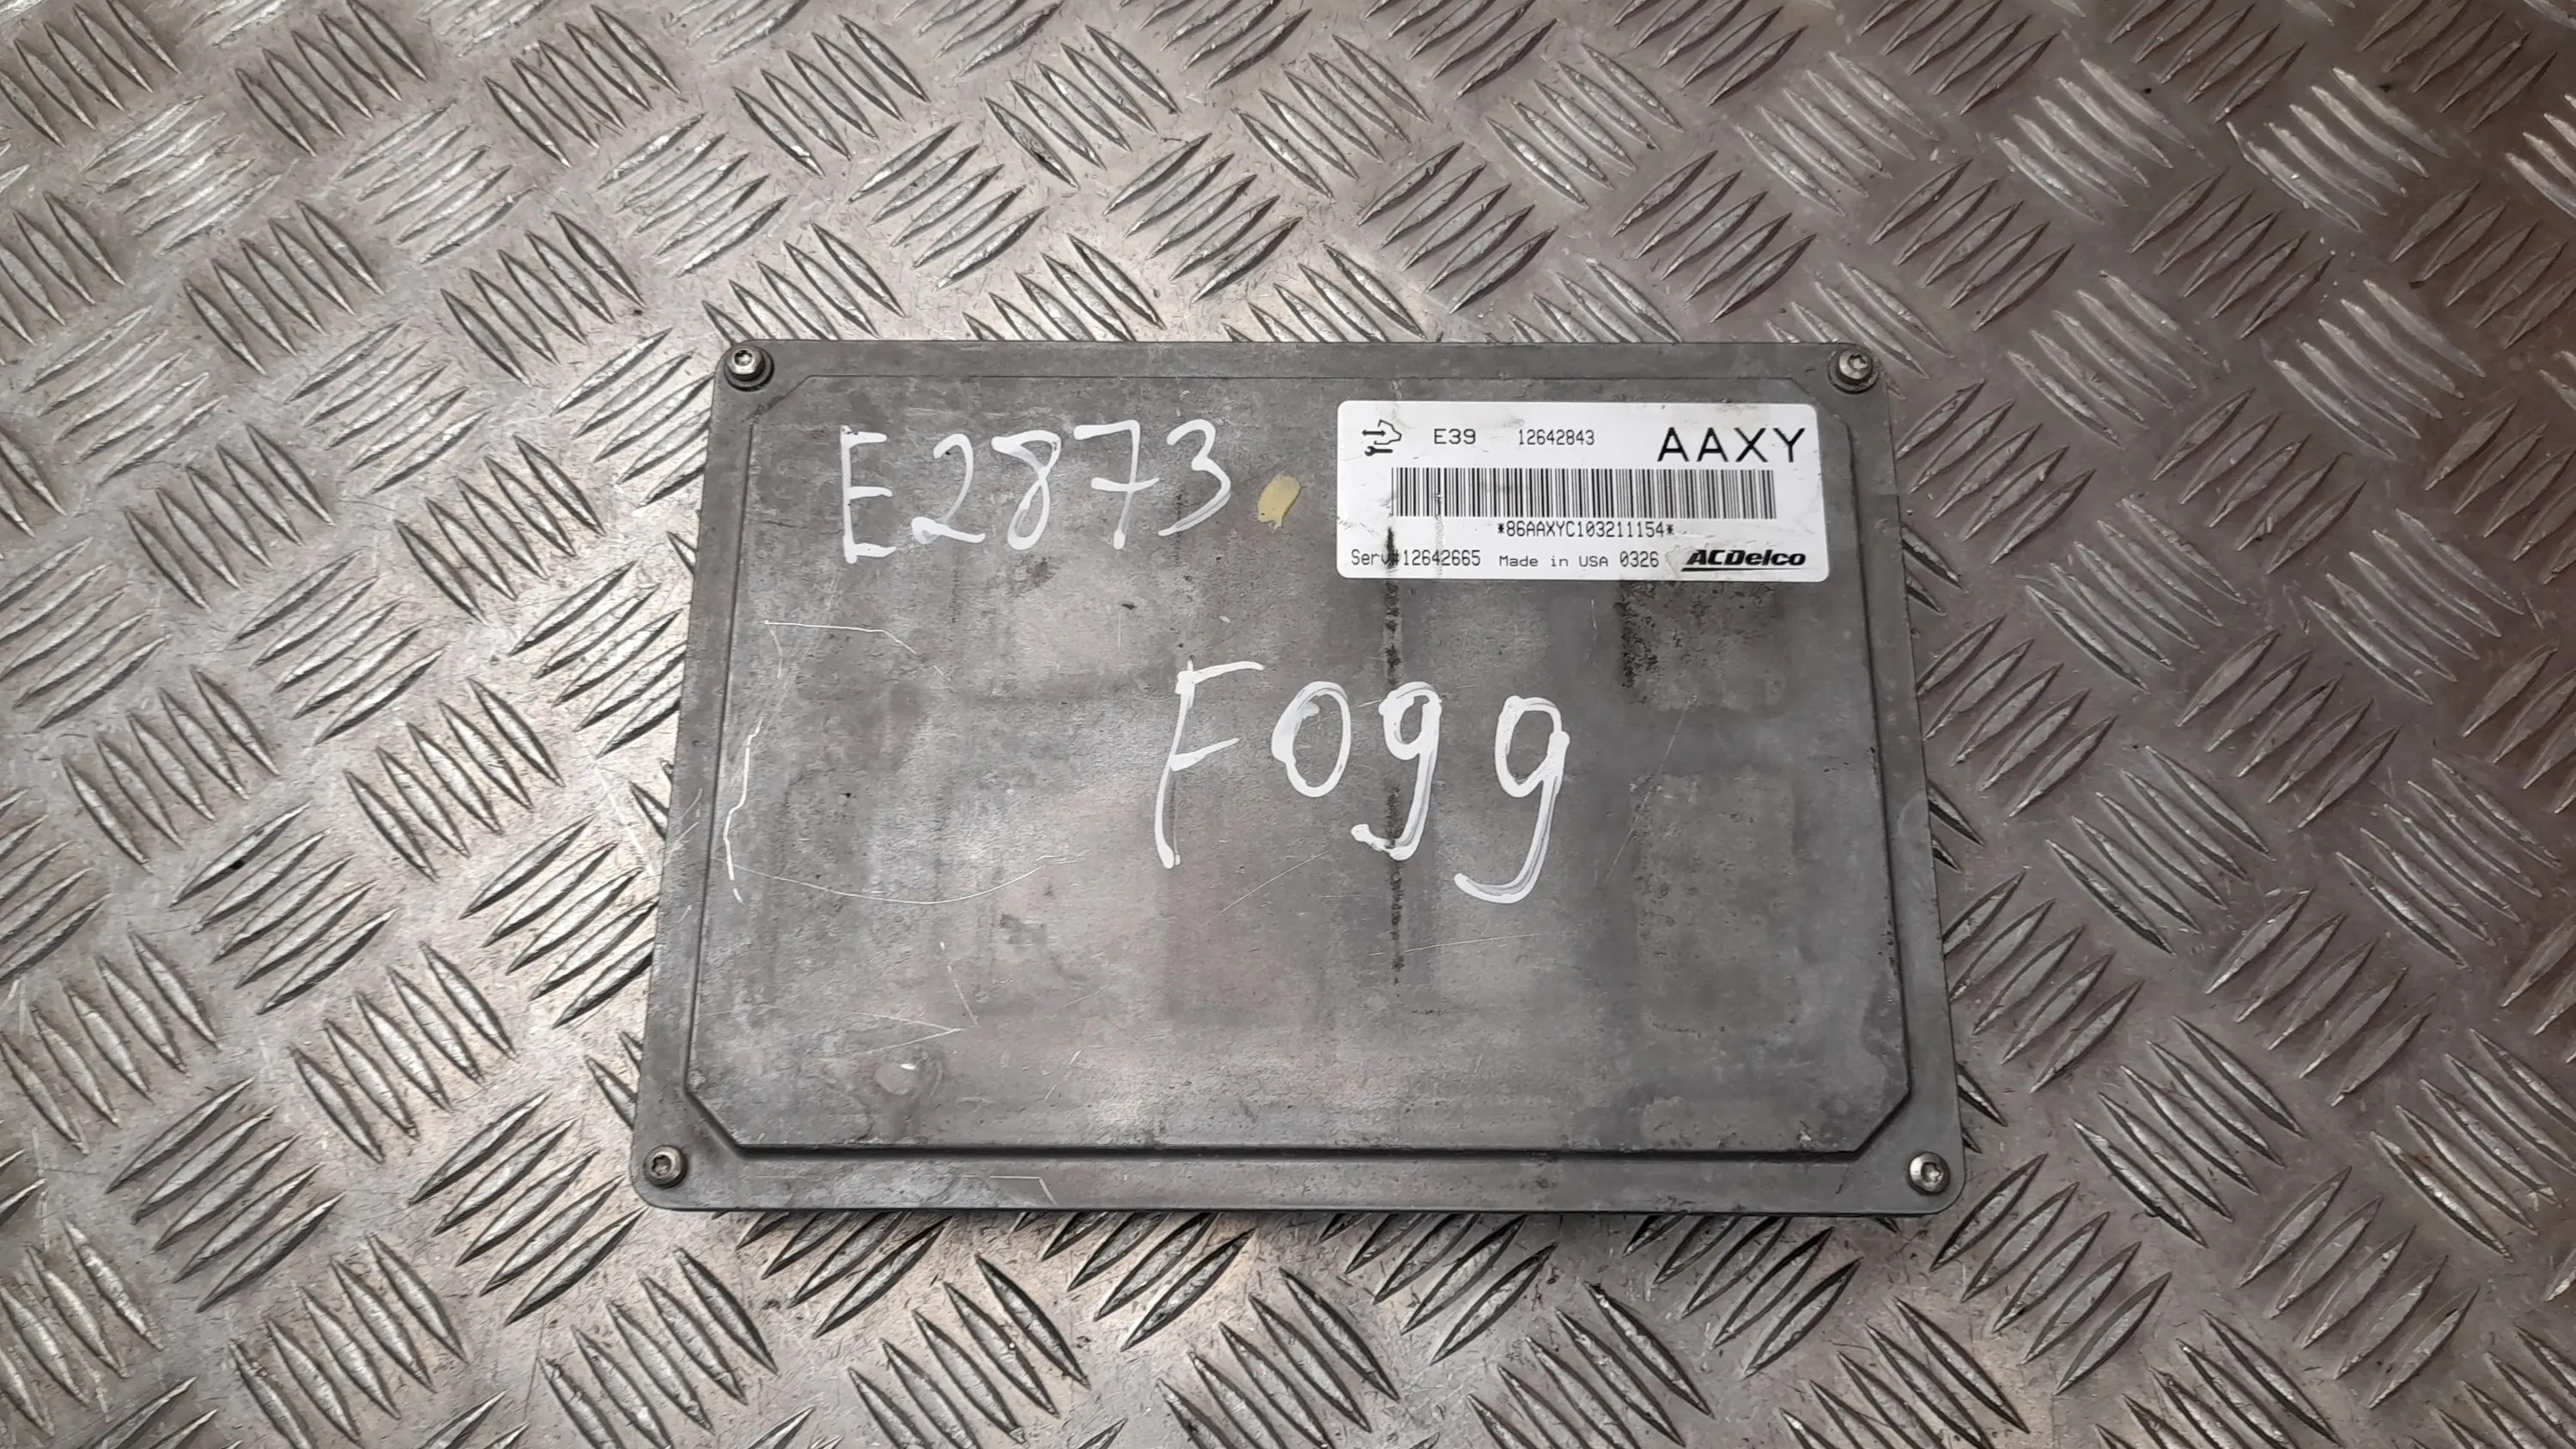 E2873
E39 12642843 AAXY
*86AAXYC103211154*
Serv#12642665 Made in USA 0326 ACDelco
F099